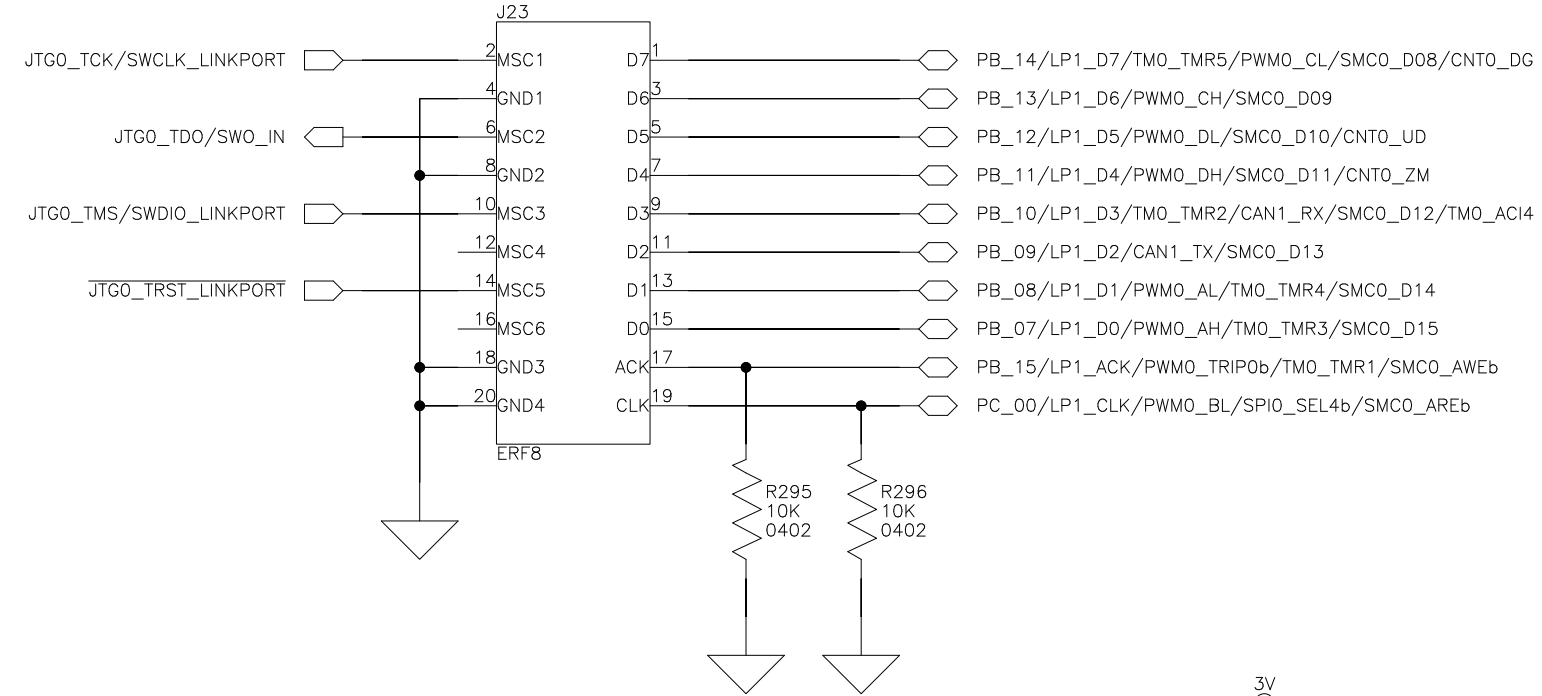 J23
JTG0_TCK/SWCLK_LINKPORT 2 MSC1 D7 1 PB_14/LP1_D7/TM0_TMR5/PWM0_CL/SMC0_D08/CNT0_DG
4 GND1 D6 3 PB_13/LP1_D6/PWM0_CH/SMC0_D09
JTG0_TDO/SWO_IN 6 MSC2 D5 5 PB_12/LP1_D5/PWM0_DL/SMC0_D10/CNT0_UD
8 GND2 D4 7 PB_11/LP1_D4/PWM0_DH/SMC0_D11/CNT0_ZM
JTG0_TMS/SWDIO_LINKPORT 10 MSC3 D3 9 PB_10/LP1_D3/TM0_TMR2/CAN1_RX/SMC0_D12/TM0_ACI4
12 MSC4 D2 11 PB_09/LP1_D2/CAN1_TX/SMC0_D13
JTG0_TRST_LINKPORT 14 MSC5 D1 13 PB_08/LP1_D1/PWM0_AL/TM0_TMR4/SMC0_D14
16 MSC6 D0 15 PB_07/LP1_D0/PWM0_AH/TM0_TMR3/SMC0_D15
18 GND3 ACK 17 PB_15/LP1_ACK/PWM0_TRIP0b/TM0_TMR1/SMC0_AWEb
20 GND4 CLK 19 PC_00/LP1_CLK/PWM0_BL/SPI0_SEL4b/SMC0_AREb
ERF8
R295 R296
10K 10K
0402 0402
3V